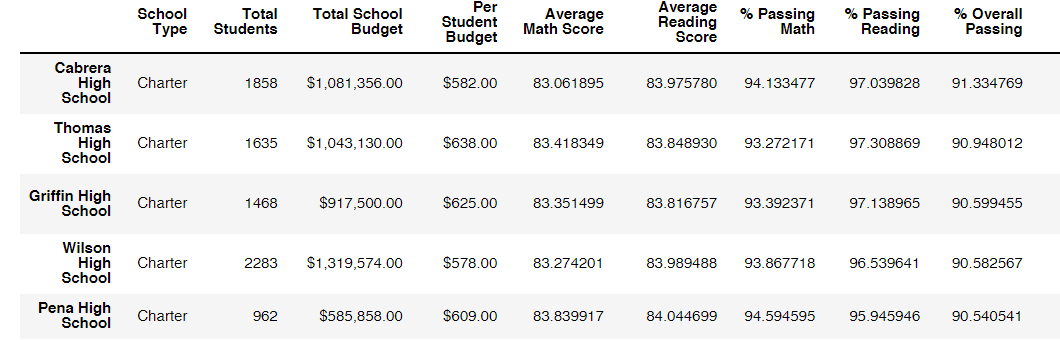 School Type Total Students Total School Budget Per Student Budget Average Math Score Average Reading Score % Passing Math % Passing Reading % Overall Passing
Cabrera High School Charter 1858 $1,081,356.00 $582.00 83.061895 83.975780 94.133477 97.039828 91.334769
Thomas High School Charter 1635 $1,043,130.00 $638.00 83.418349 83.848930 93.272171 97.308869 90.948012
Griffin High School Charter 1468 $917,500.00 $625.00 83.351499 83.816757 93.392371 97.138965 90.599455
Wilson High School Charter 2283 $1,319,574.00 $578.00 83.274201 83.989488 93.867718 96.539641 90.582567
Pena High School Charter 962 $585,858.00 $609.00 83.839917 84.044699 94.594595 95.945946 90.540541